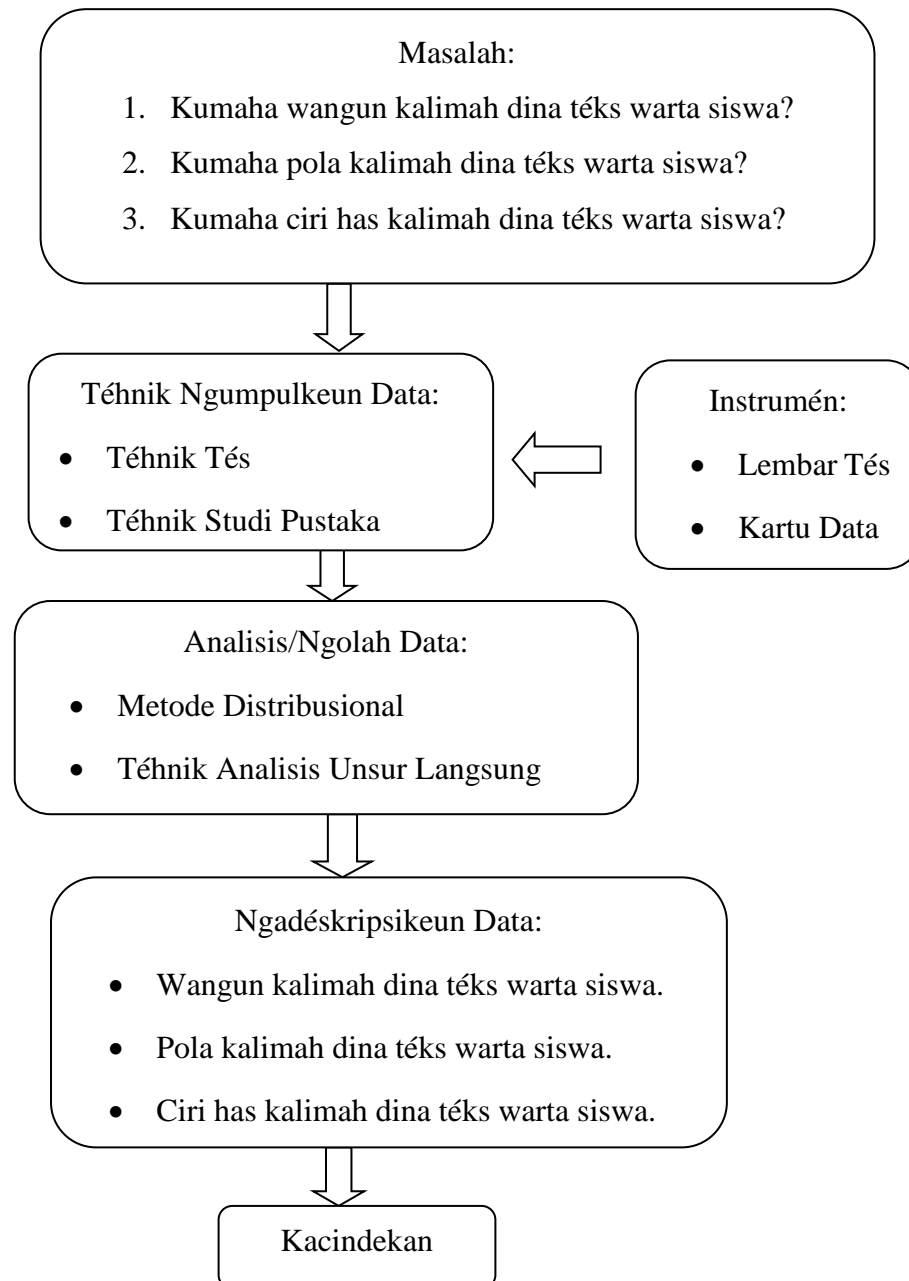 Masalah:
1. Kumaha wangun kalimah dina téks warta siswa?
2. Kumaha pola kalimah dina téks warta siswa?
3. Kumaha ciri has kalimah dina téks warta siswa?
Téhnik Ngumpulkeun Data:
• Téhnik Tés
• Téhnik Studi Pustaka
Instrumén:
• Lembar Tés
• Kartu Data
Analisis/Ngolah Data:
• Metode Distribusional
• Téhnik Analisis Unsur Langsung
Ngadéskripsikeun Data:
• Wangun kalimah dina téks warta siswa.
• Pola kalimah dina téks warta siswa.
• Ciri has kalimah dina téks warta siswa.
Kacindekan